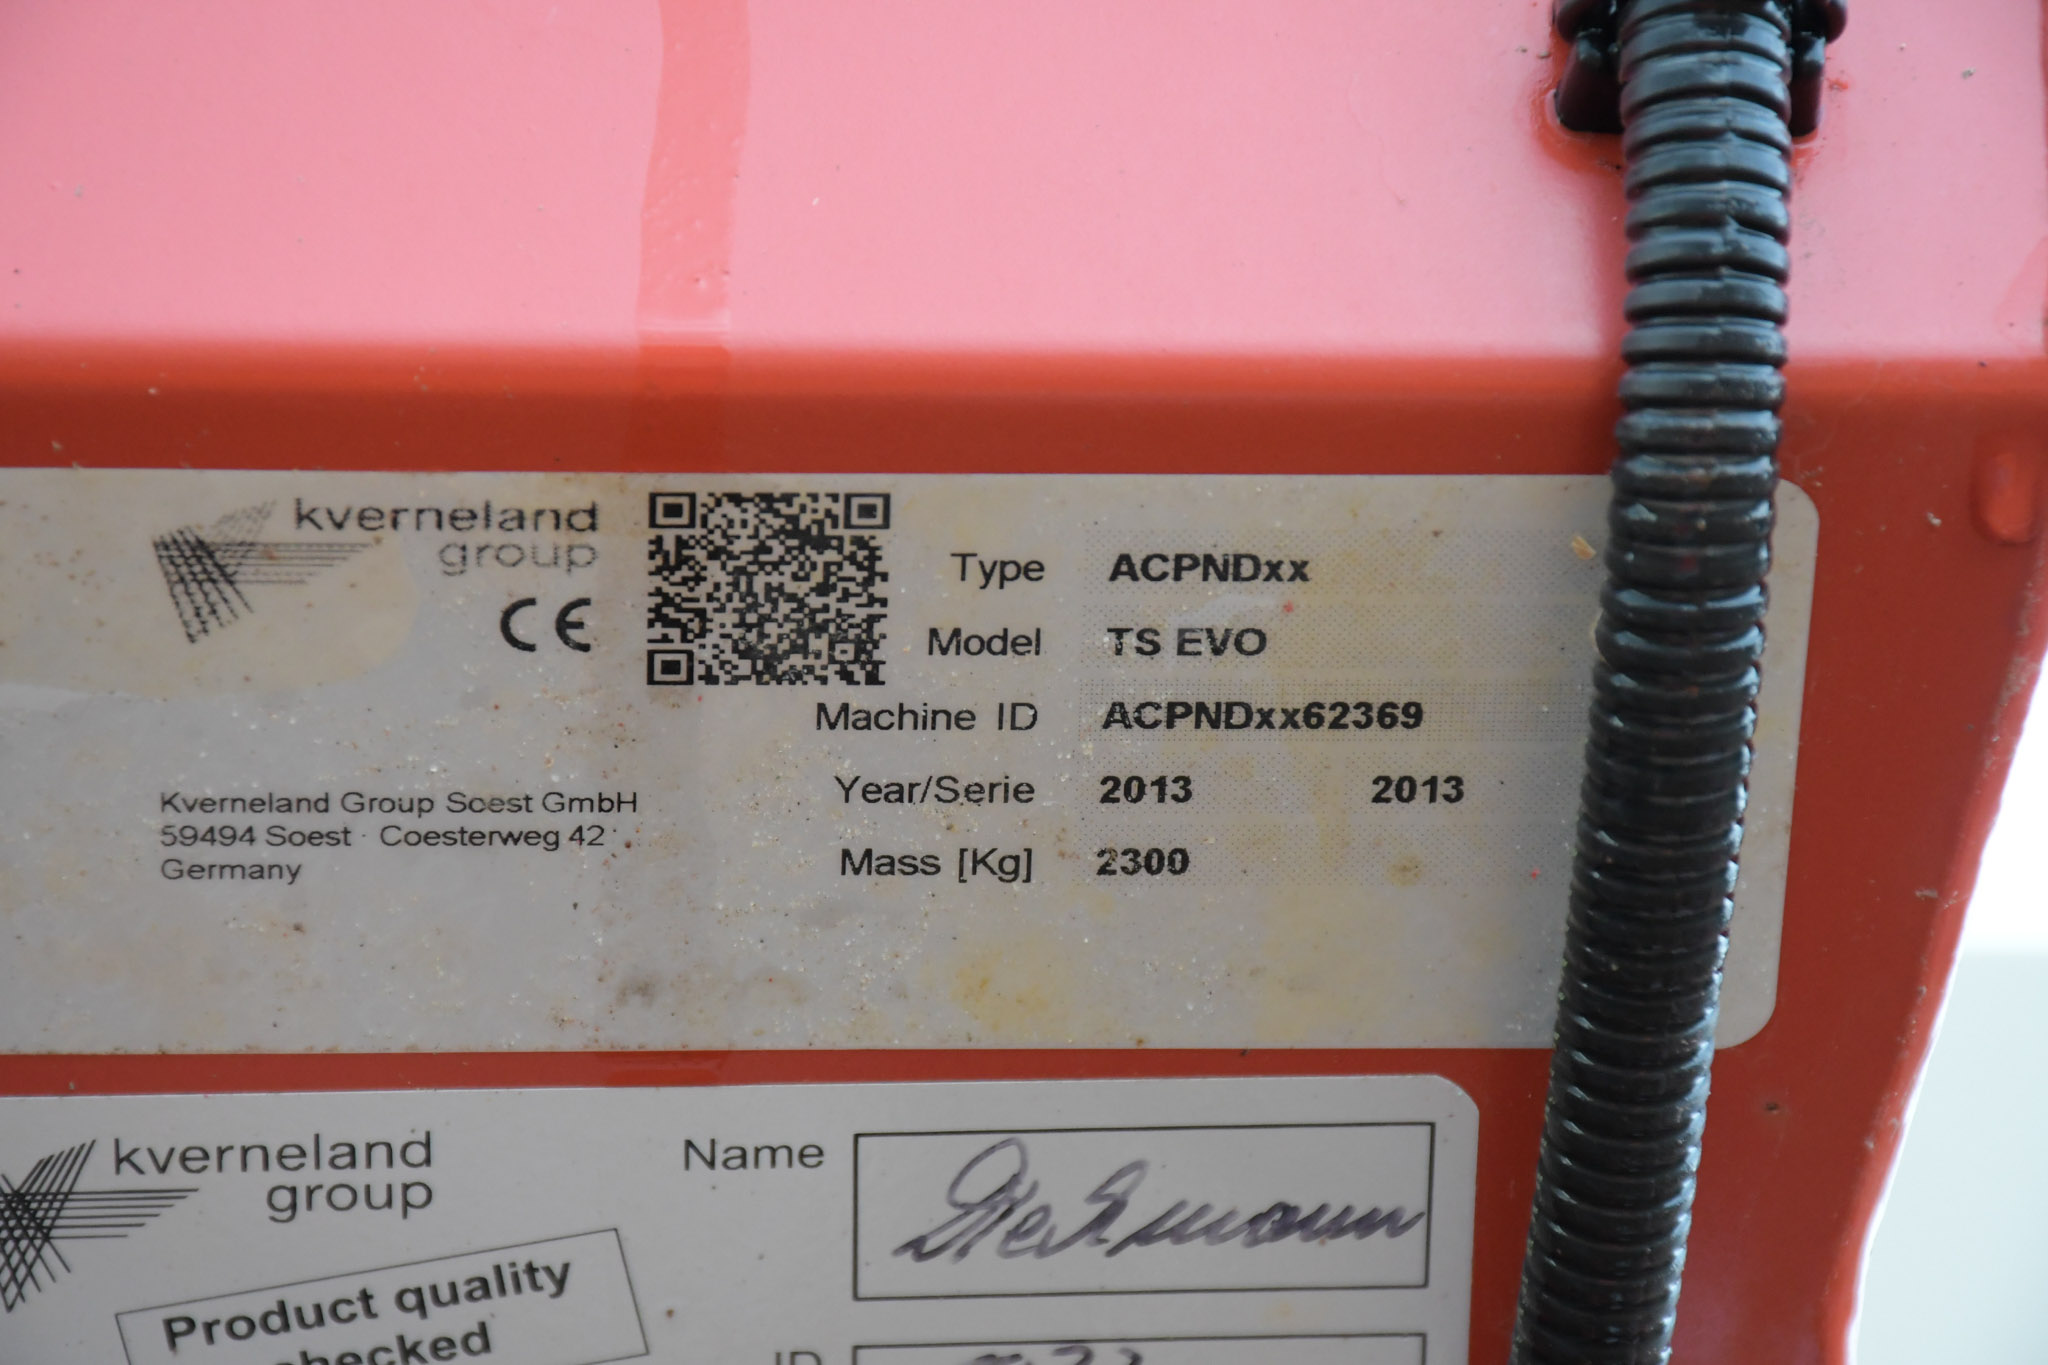 kverneland
group
CE
Type ACPNDxx
Model TS EVO
Machine ID ACPNDxx62369
Year/Serie 2013 2013
Mass [Kg] 2300
Kverneland Group Soest GmbH
59494 Soest · Coesterweg 42
Germany
kverneland
group
Product quality
checked
Name
ID